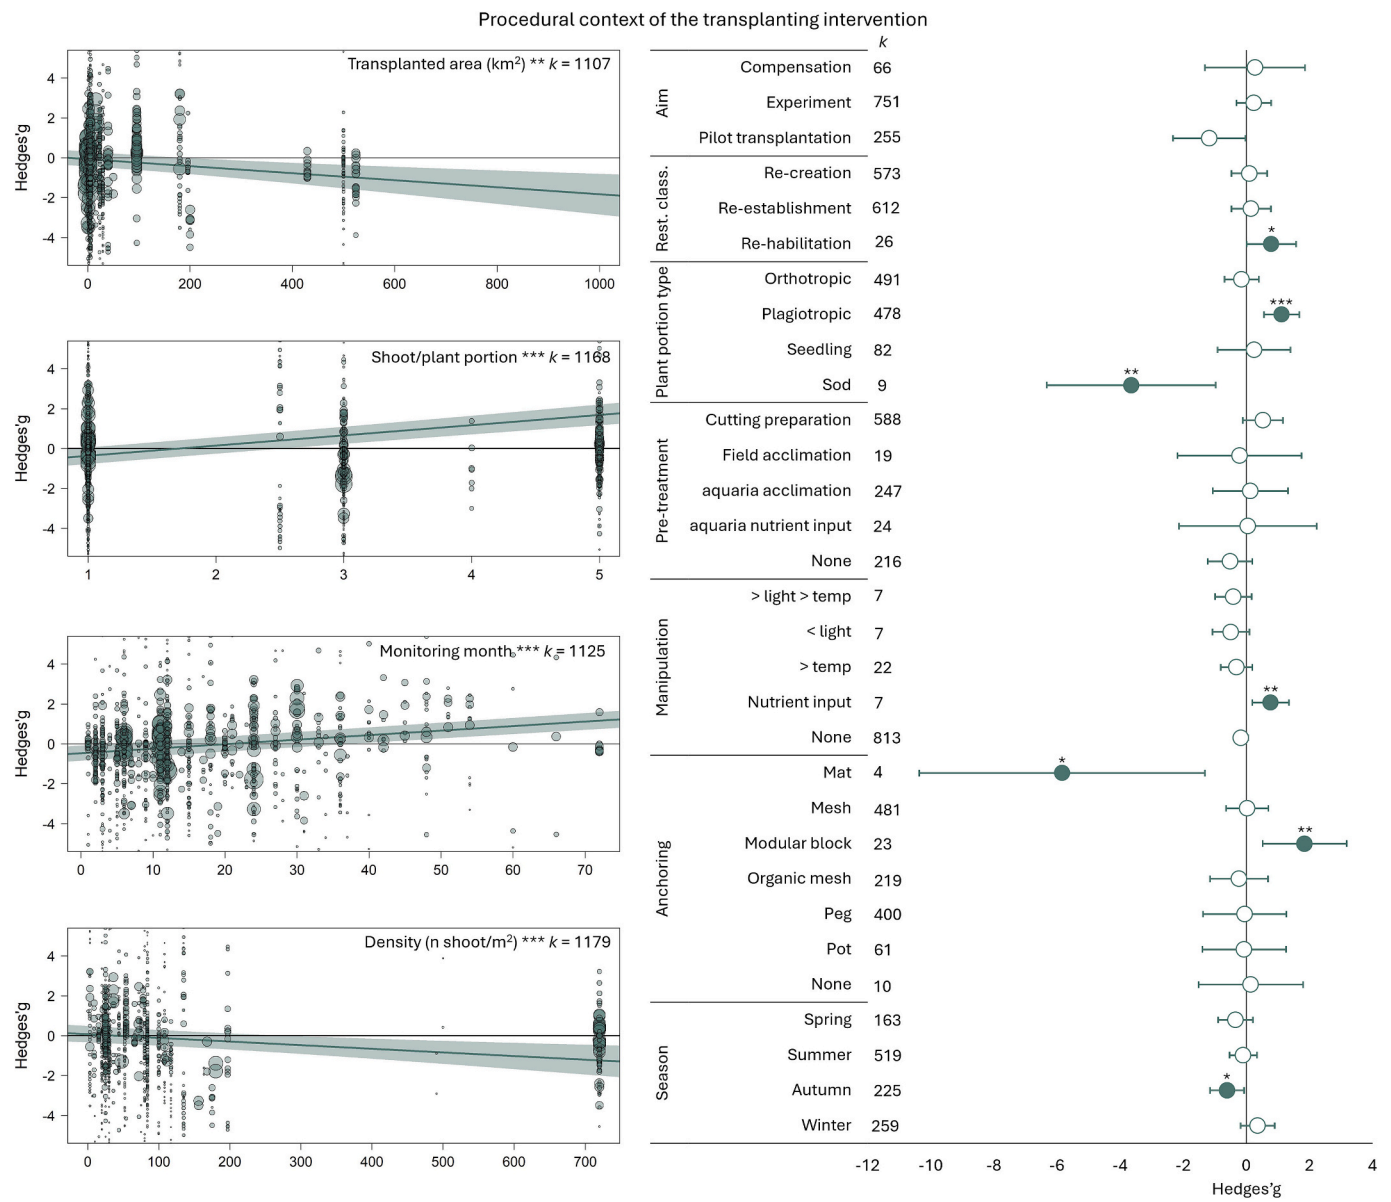 Procedural context of the transplanting intervention
Transplanted area (km²) ** k = 1107
Hedges'g
4
2
0
-2
-4
0 200 400 600 800 1000
Shoot/plant portion *** k = 1168
Hedges'g
4
2
0
-2
-4
1 2 3 4 5
Monitoring month *** k = 1125
Hedges'g
4
2
0
-2
-4
0 10 20 30 40 50 60 70
Density (n shoot/m²) *** k = 1179
Hedges'g
4
2
0
-2
-4
0 100 200 300 400 500 600 700
k
Aim
Compensation 66
Experiment 751
Pilot transplantation 255
Rest. class.
Re-creation 573
Re-establishment 612
Re-habilitation 26 *
Plant portion type
Orthotropic 491
Plagiotropic 478 ***
Seedling 82
Sod 9 **
Pre-treatment
Cutting preparation 588
Field acclimation 19
aquaria acclimation 247
aquaria nutrient input 24
None 216
Manipulation
> light > temp 7
< light 7
> temp 22
Nutrient input 7 **
None 813
Anchoring
Mat 4 *
Mesh 481
Modular block 23 **
Organic mesh 219
Peg 400
Pot 61
None 10
Season
Spring 163
Summer 519
Autumn 225 *
Winter 259
-12 -10 -8 -6 -4 -2 0 2 4
Hedges'g